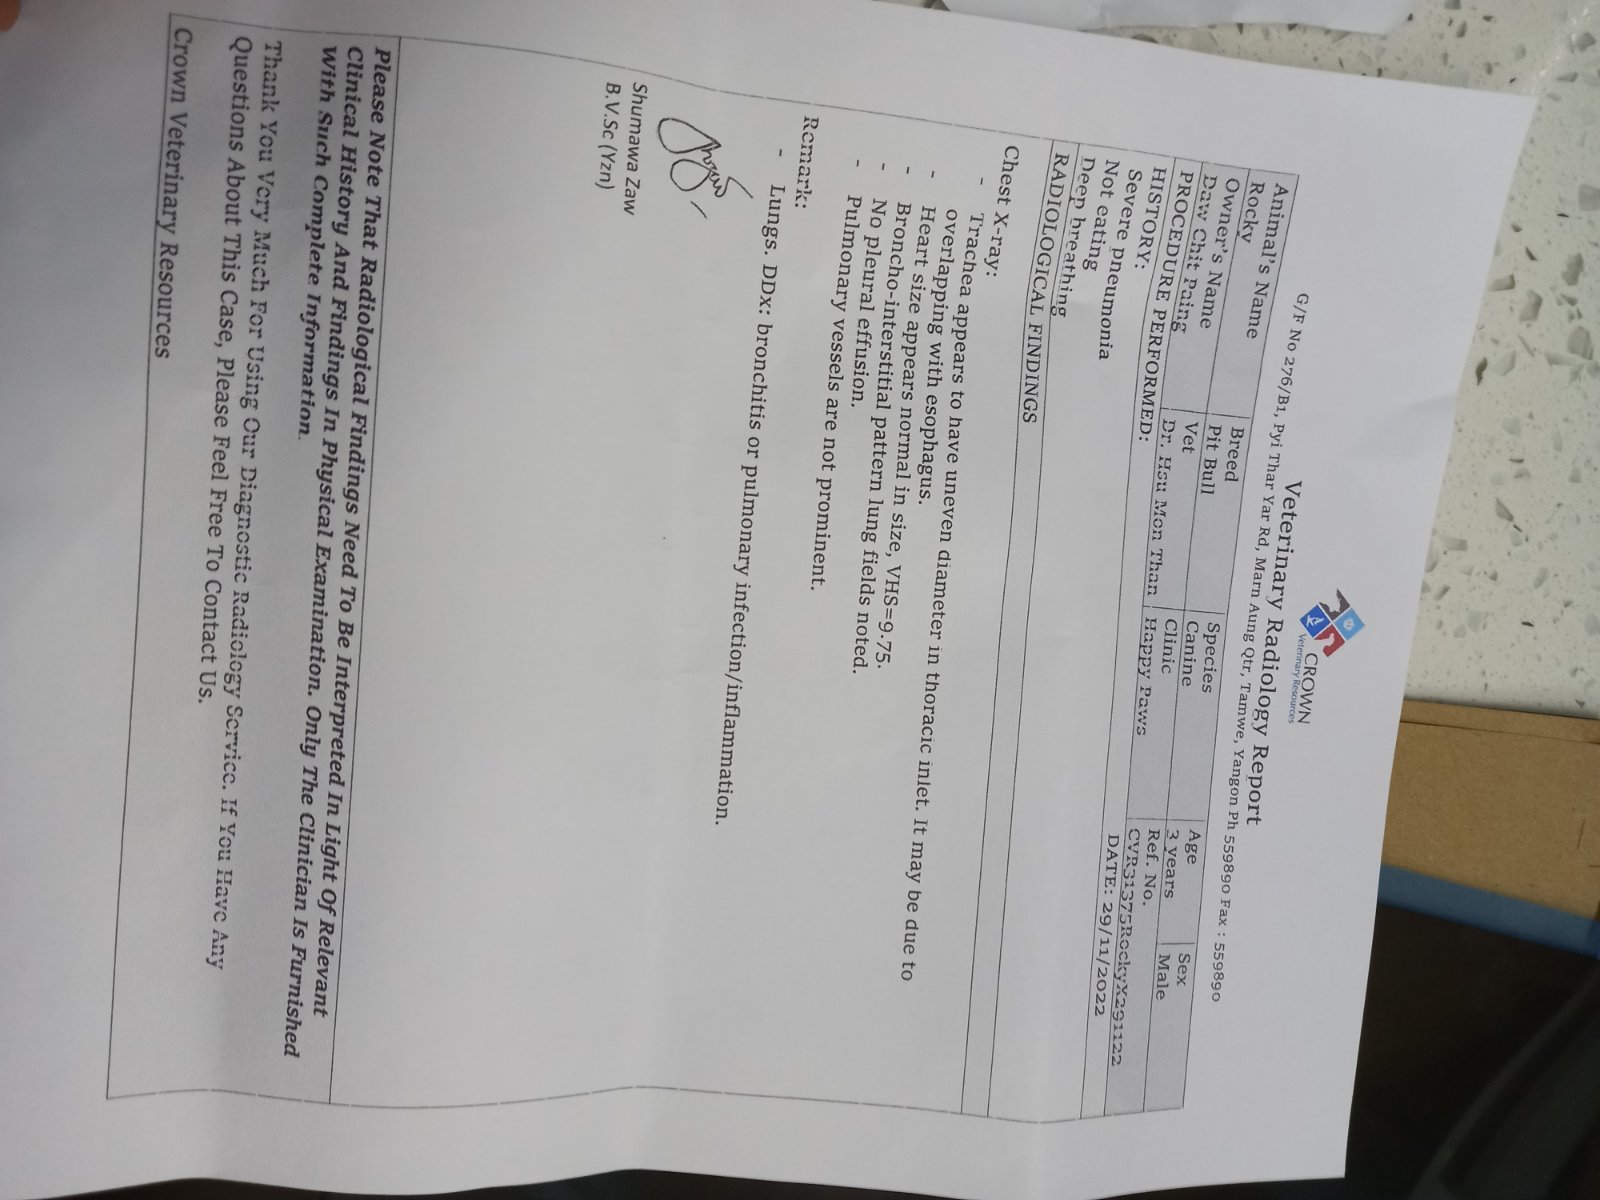 CROWN
Veterinary Resources
Veterinary Radiology Report
G/F No 276/B1, Pyi Thar Yar Rd, Marn Aung Qtr, Tamwe, Yangon Ph 559890 Fax : 559890
Animal's Name Breed Species Age Sex
Rocky Pit Bull Canine 3 years Male
Owner's Name Vet Clinic Ref. No.
Daw Chit Paing Dr. Hsu Mon Than Happy Paws CVR31375RockyX291122
PROCEDURE PERFORMED: DATE: 29/11/2022
HISTORY:
Severe pneumonia
Not eating
Deep breathing
RADIOLOGICAL FINDINGS
Chest X-ray:
- Trachea appears to have uneven diameter in thoracic inlet. It may be due to
overlapping with esophagus.
- Heart size appears normal in size, VHS=9.75.
- Broncho-interstitial pattern lung fields noted.
- No pleural effusion.
- Pulmonary vessels are not prominent.
Remark:
- Lungs. DDx: bronchitis or pulmonary infection/inflammation.
Shumawa Zaw
B.V.Sc (Yzn)
Please Note That Radiological Findings Need To Be Interpreted In Light Of Relevant
Clinical History And Findings In Physical Examination. Only The Clinician Is Furnished
With Such Complete Information.
Thank You Very Much For Using Our Diagnostic Radiology Service. If You Have Any
Questions About This Case, Please Feel Free To Contact Us.
Crown Veterinary Resources